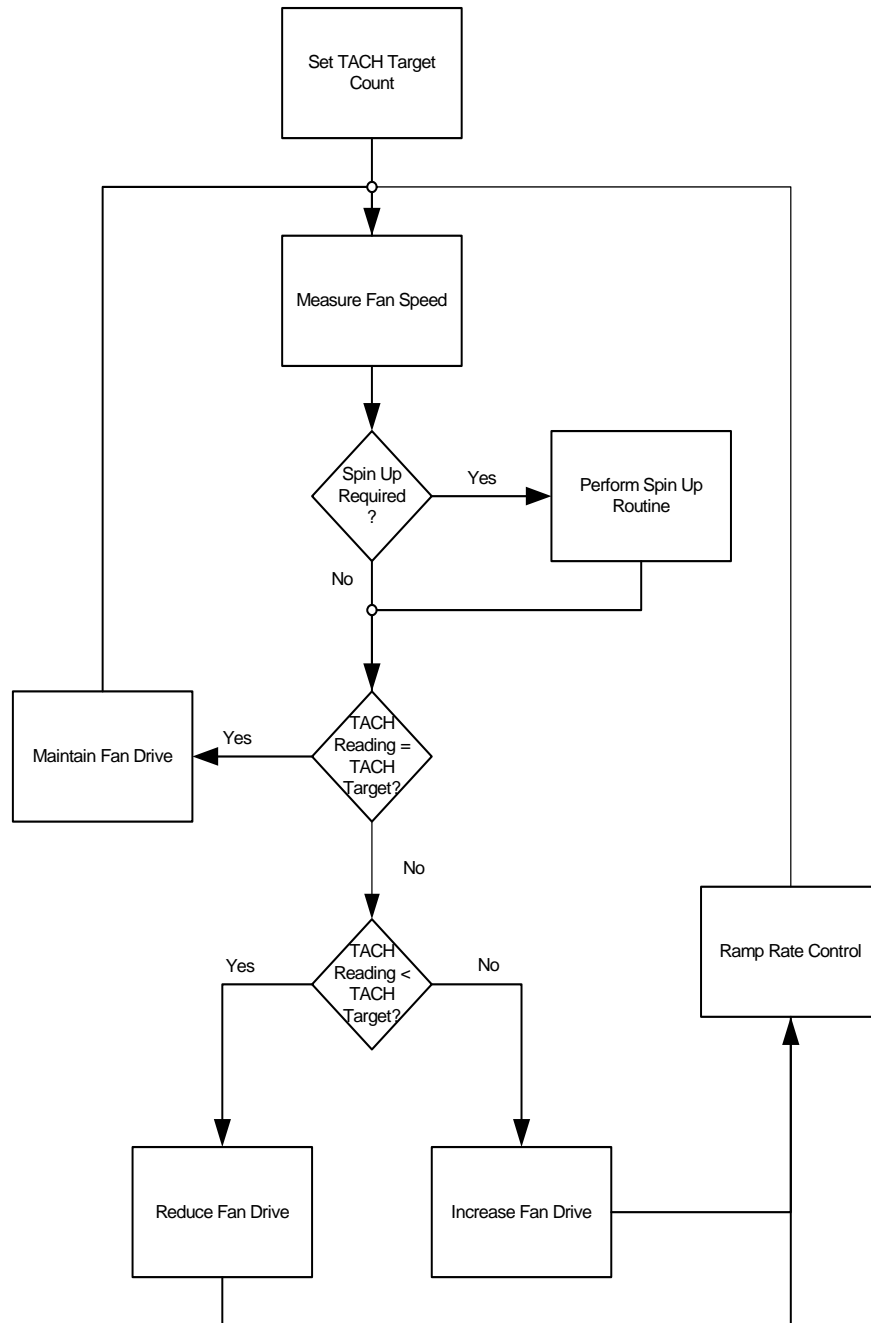 Set TACH Target
Count
Measure Fan Speed
Spin Up
Required
?
Yes
Perform Spin Up
Routine
No
TACH
Reading =
TACH
Target?
Yes
Maintain Fan Drive
No
TACH
Reading <
TACH
Target?
Yes
No
Ramp Rate Control
Reduce Fan Drive
Increase Fan Drive